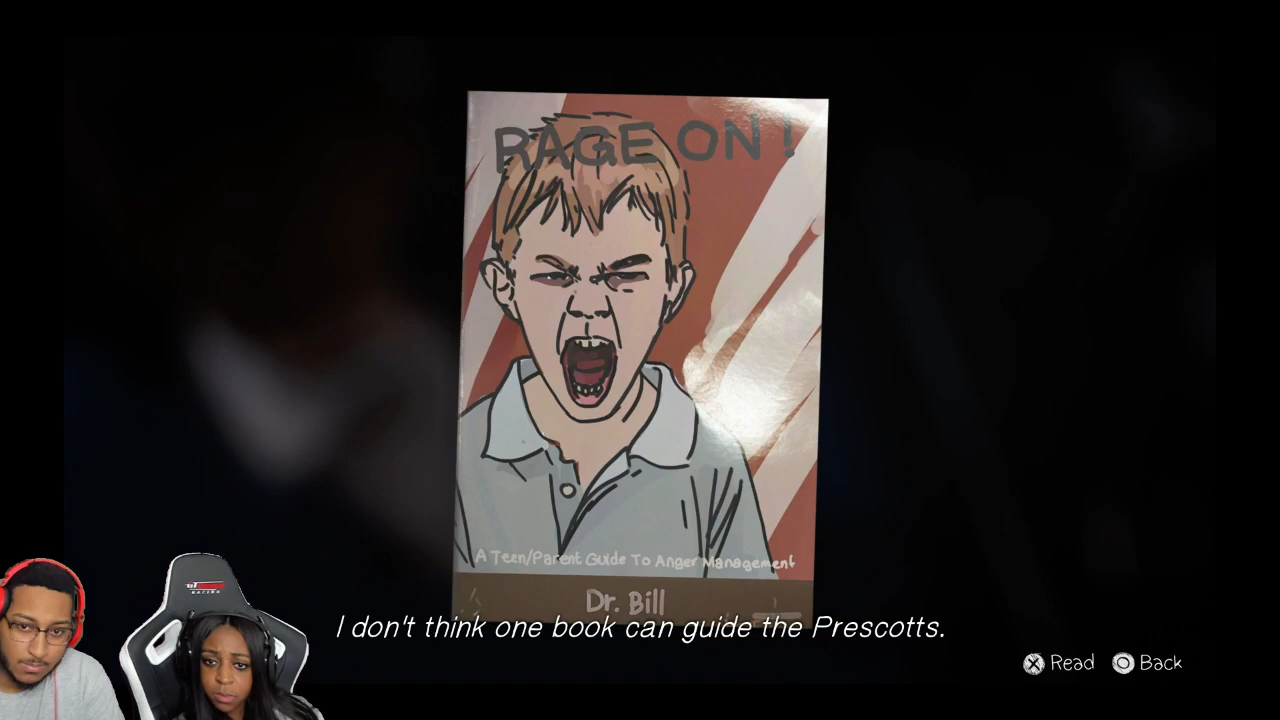 RAGE ON!
A Teen/Parent Guide To Anger Management
Dr. Bill
I don't think one book can guide the Prescotts.
Read
Back
RACING